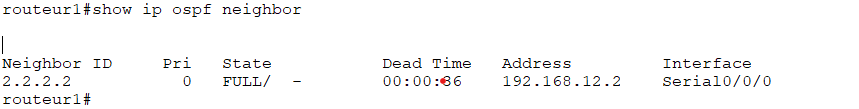 routeur1#show ip ospf neighbor
Neighbor ID     Pri   State           Dead Time   Address         Interface
2.2.2.2           0   FULL/  -        00:00:36    192.168.12.2    Serial0/0/0
routeur1#